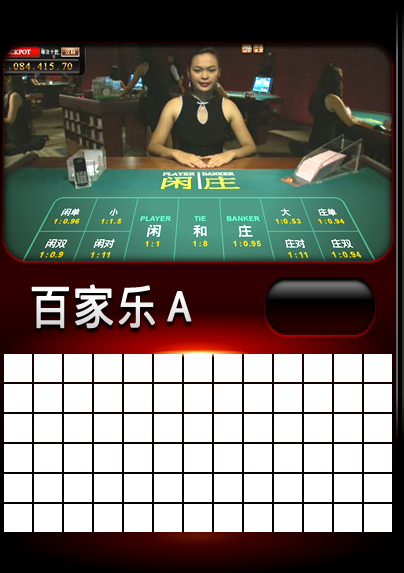 JACKPOT
.084.415.70
PLAYER BANKER
闲 庄
闲单 小 PLAYER TIE BANKER 大 庄单
1:0.96 1:1.5 闲 和 庄 1:0.53 1:0.94
闲双 闲对 1:1 1:8 1:0.95 庄对 庄双
1:0.9 1:11 1:11 1:0.94
百家乐 A